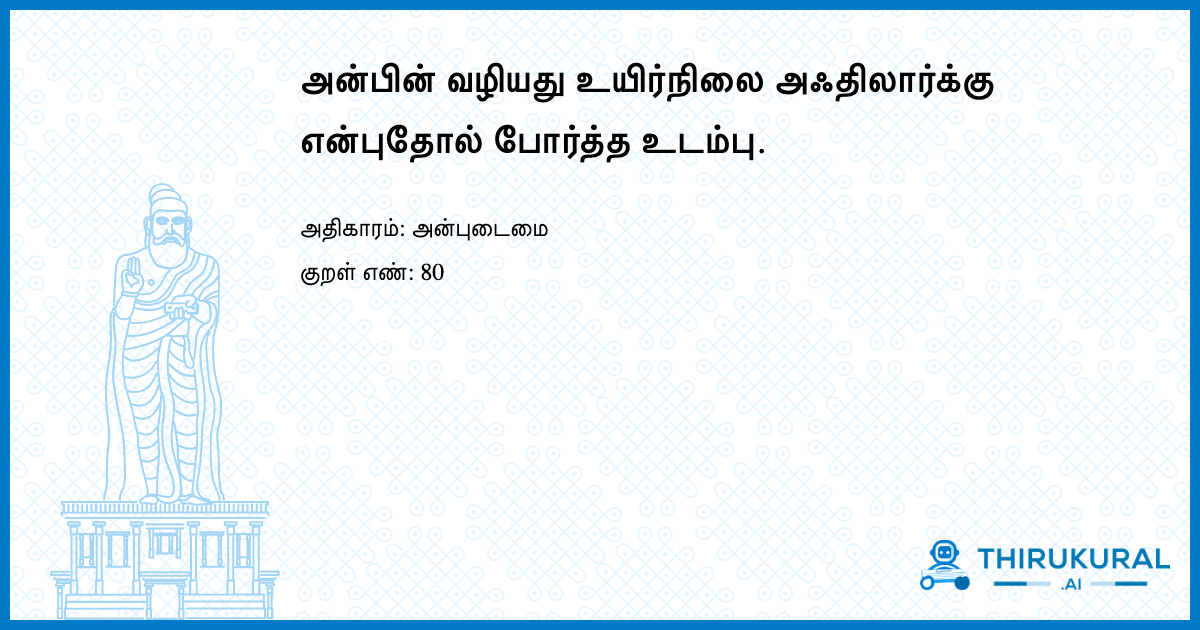 அன்பின் வழியது உயிர்நிலை அஃதிலார்க்கு
என்புதோல் போர்த்த உடம்பு.
அதிகாரம்: அன்புடைமை
குறள் எண்: 80
THIRUKURAL
.AI